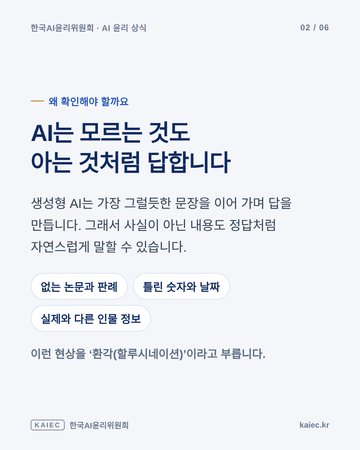 한국AI윤리위원회 · AI 윤리 상식
02 / 06
왜 확인해야 할까요
AI는 모르는 것도
아는 것처럼 답합니다
생성형 AI는 가장 그럴듯한 문장을 이어 가며 답을
만듭니다. 그래서 사실이 아닌 내용도 정답처럼
자연스럽게 말할 수 있습니다.
없는 논문과 판례
틀린 숫자와 날짜
실제와 다른 인물 정보
이런 현상을 ‘환각(할루시네이션)’이라고 부릅니다.
KAIEC 한국AI윤리위원회
kaiec.kr